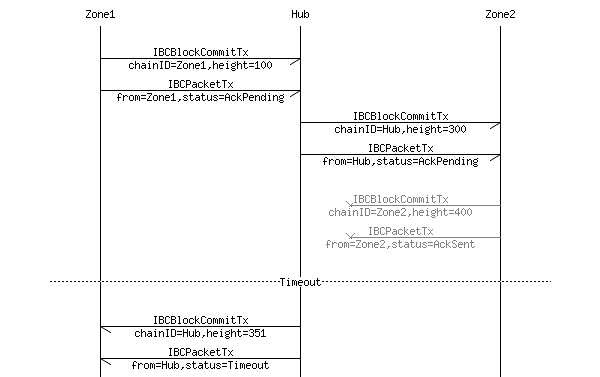 Zone1 Hub Zone2
IBCBlockCommitTx
chainID=Zone1,height=100
IBCPacketTx
from=Zone1,status=AckPending
IBCBlockCommitTx
chainID=Hub,height=300
IBCPacketTx
from=Hub,status=AckPending
IBCBlockCommitTx
chainID=Zone2,height=400
IBCPacketTx
from=Zone2,status=AckSent
Timeout
IBCBlockCommitTx
chainID=Hub,height=351
IBCPacketTx
from=Hub,status=Timeout